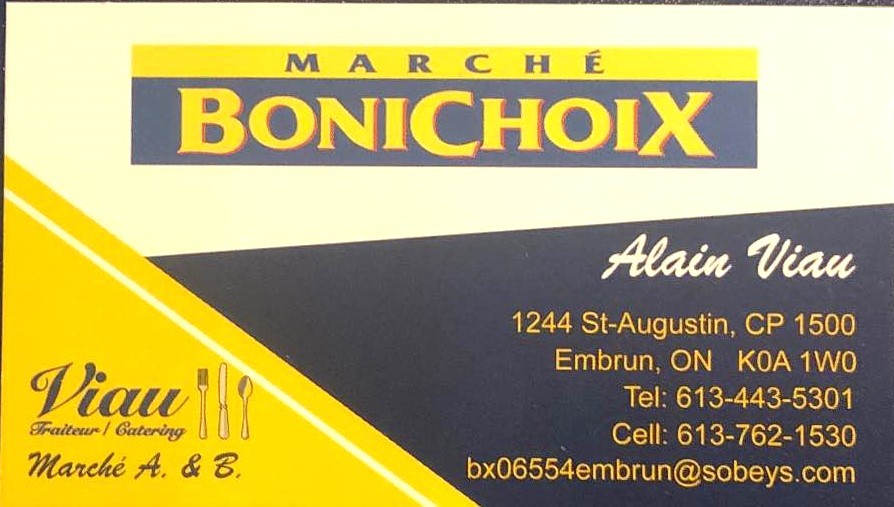 MARCHÉ
BONICHOIX
Alain Viau
1244 St-Augustin, CP 1500
Embrun, ON K0A 1W0
Tel: 613-443-5301
Cell: 613-762-1530
bx06554embrun@sobeys.com
Viau
Traiteur / Catering
Marché A. & B.